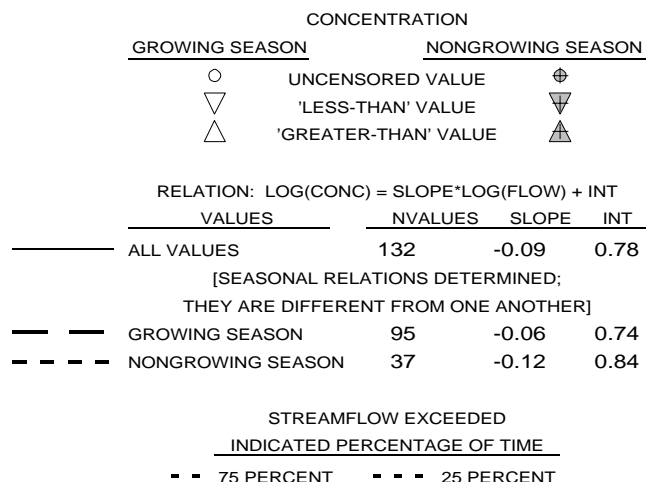 CONCENTRATION
GROWING SEASON NONGROWING SEASON
UNCENSORED VALUE
'LESS-THAN' VALUE
'GREATER-THAN' VALUE
RELATION: LOG(CONC) = SLOPE*LOG(FLOW) + INT
VALUES NVALUES SLOPE INT
ALL VALUES 132 -0.09 0.78
[SEASONAL RELATIONS DETERMINED;
THEY ARE DIFFERENT FROM ONE ANOTHER]
GROWING SEASON 95 -0.06 0.74
NONGROWING SEASON 37 -0.12 0.84
STREAMFLOW EXCEEDED
INDICATED PERCENTAGE OF TIME
75 PERCENT 25 PERCENT